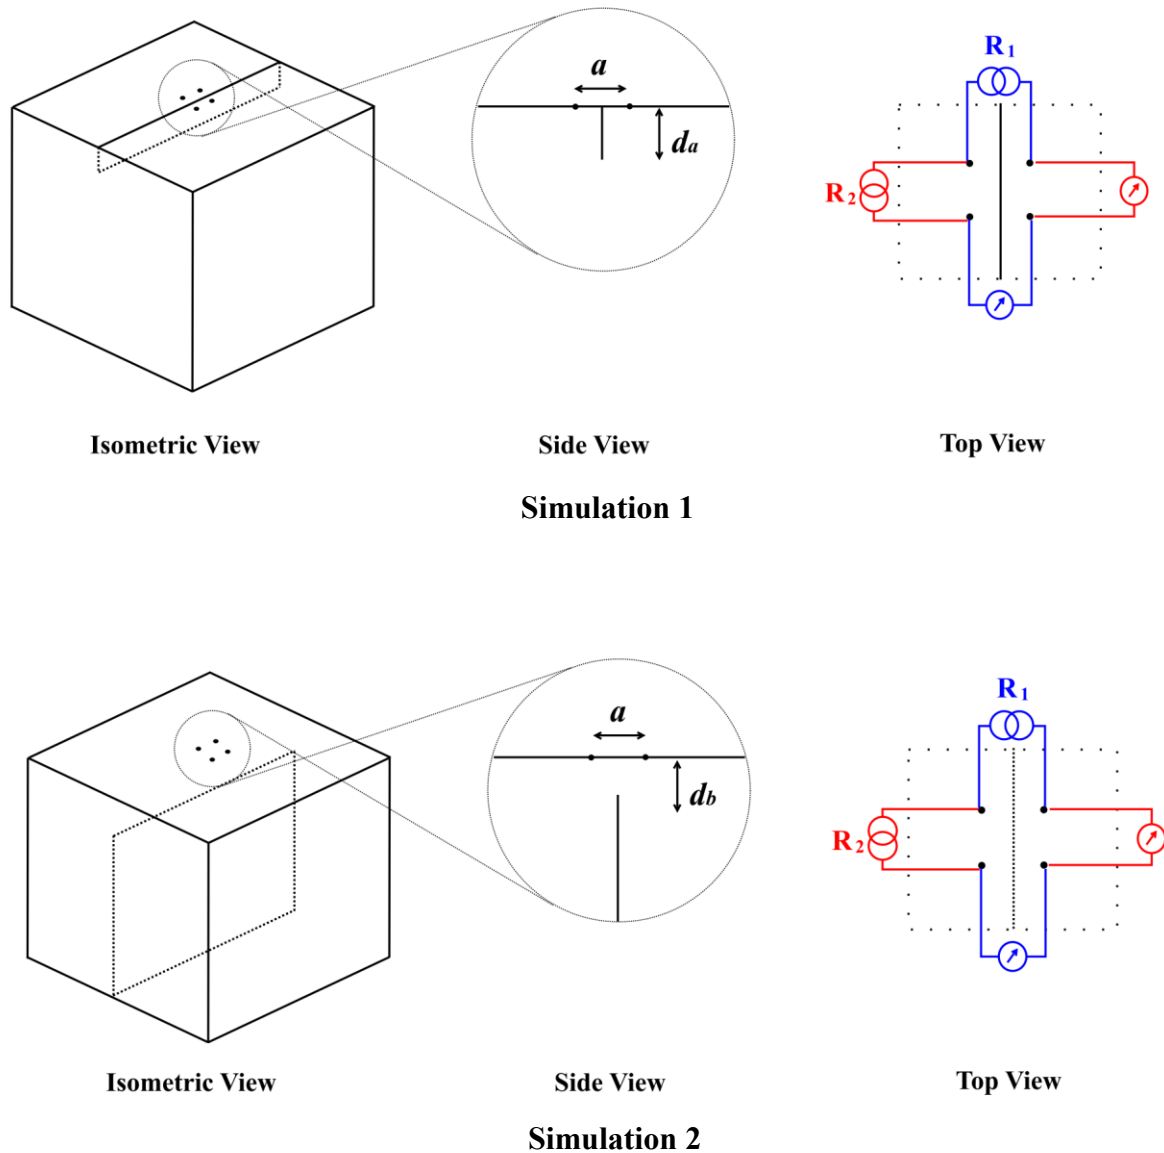 a
da
R1
R2
Isometric View
Side View
Top View
Simulation 1
a
db
R1
R2
Isometric View
Side View
Top View
Simulation 2